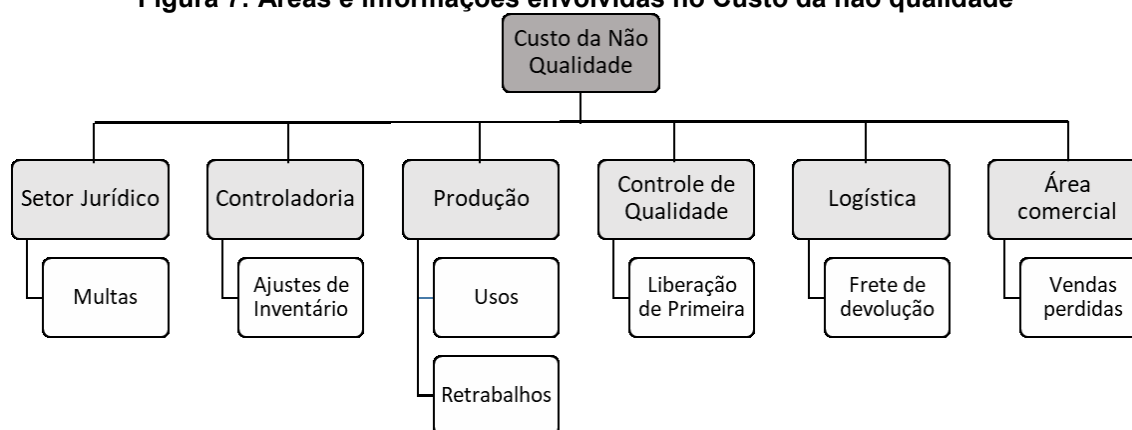 Figura 7: Áreas e informações envolvidas no Custo da não qualidade
Custo da Não
Qualidade
Setor Jurídico
Controladoria
Produção
Controle de
Qualidade
Logística
Área
comercial
Multas
Ajustes de
Inventário
Usos
Liberação
de Primeira
Frete de
devolução
Vendas
perdidas
Retrabalhos